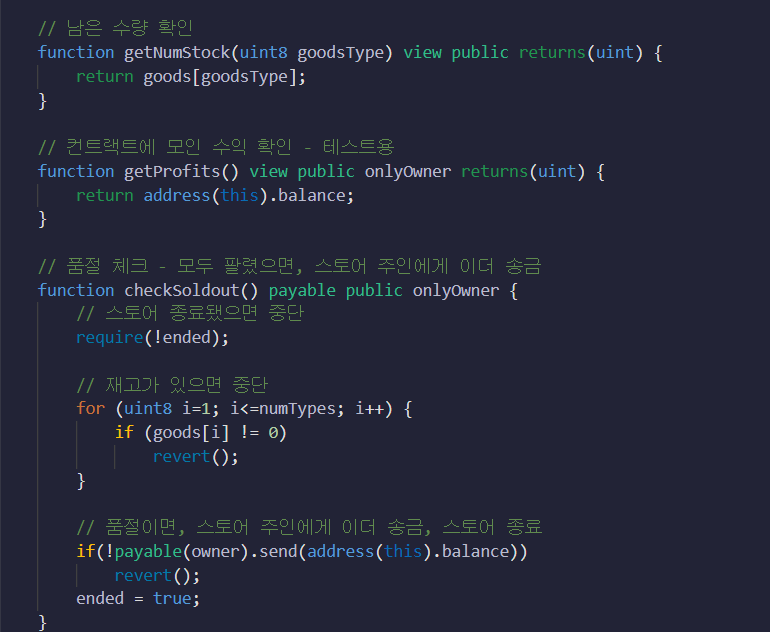 // 남은 수량 확인
function getNumStock(uint8 goodsType) view public returns(uint) {
    return goods[goodsType];
}
// 컨트랙트에 모인 수익 확인 - 테스트용
function getProfits() view public onlyOwner returns(uint) {
    return address(this).balance;
}
// 품절 체크 - 모두 팔렸으면, 스토어 주인에게 이더 송금
function checkSoldout() payable public onlyOwner {
    // 스토어 종료됐으면 중단
    require(!ended);
    // 재고가 있으면 중단
    for (uint8 i=1; i<=numTypes; i++) {
        if (goods[i] != 0)
            revert();
    }
    // 품절이면, 스토어 주인에게 이더 송금, 스토어 종료
    if(!payable(owner).send(address(this).balance))
        revert();
    ended = true;
}